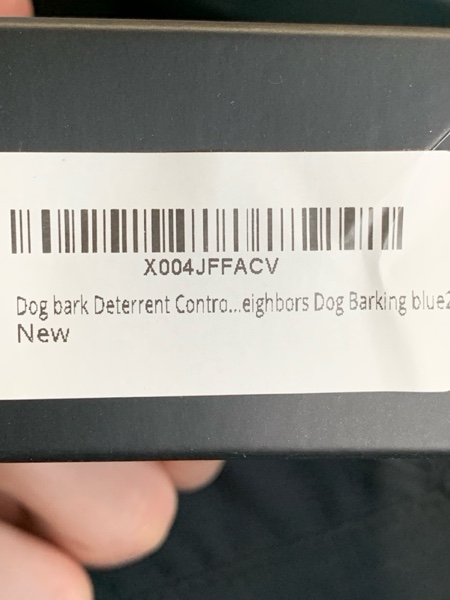 X004JFFACV
Dog bark Deterrent Contro...eighbors Dog Barking blue2
New